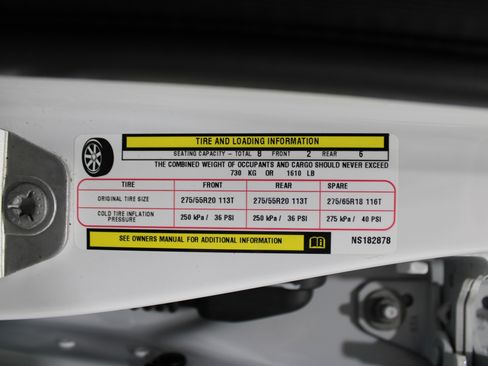 TIRE AND LOADING INFORMATION
SEATING CAPACITY - TOTAL 8 FRONT 2 REAR 6
THE COMBINED WEIGHT OF OCCUPANTS AND CARGO SHOULD NEVER EXCEED
730 KG OR 1610 LB
TIRE FRONT REAR SPARE
ORIGINAL TIRE SIZE 275/55R20 113T 275/55R20 113T 275/65R18 116T
COLD TIRE INFLATION PRESSURE 250 kPa / 36 PSI 250 kPa / 36 PSI 275 kPa / 40 PSI
SEE OWNERS MANUAL FOR ADDITIONAL INFORMATION
NS182878